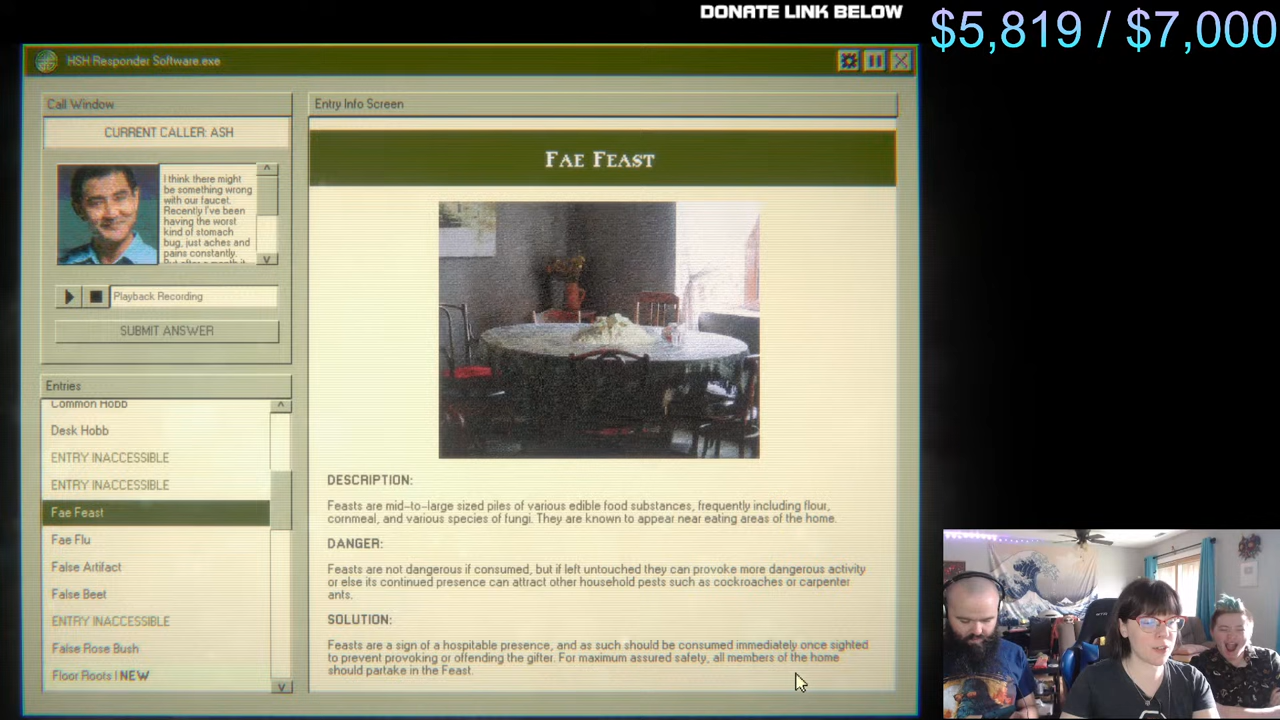 DONATE LINK BELOW
$5,819 / $7,000
HSH Responder Software.exe
Call Window
CURRENT CALLER: ASH
I think there might
be something wrong
with our faucet.
Recently I've been
having the worst
kind of stomach
bug, just aches and
pains constantly.
But after a month it
Playback Recording
SUBMIT ANSWER
Entries
Common Hobb
Desk Hobb
ENTRY INACCESSIBLE
ENTRY INACCESSIBLE
Fae Feast
Fae Flu
False Artifact
False Beet
ENTRY INACCESSIBLE
False Rose Bush
Floor Roots | NEW
Entry Info Screen
FAE FEAST
DESCRIPTION:
Feasts are mid-to-large sized piles of various edible food substances, frequently including flour,
cornmeal, and various species of fungi. They are known to appear near eating areas of the home.
DANGER:
Feasts are not dangerous if consumed, but if left untouched they can provoke more dangerous activity
or else its continued presence can attract other household pests such as cockroaches or carpenter
ants.
SOLUTION:
Feasts are a sign of a hospitable presence, and as such should be consumed immediately once sighted
to prevent provoking or offending the gifter. For maximum assured safety, all members of the home
should partake in the Feast.